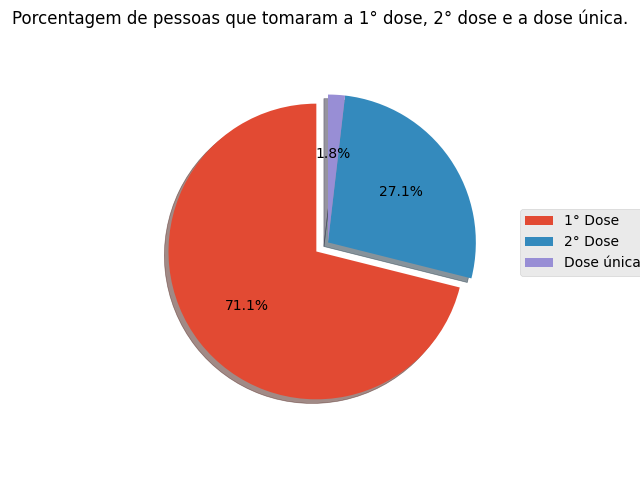 Porcentagem de pessoas que tomaram a 1° dose, 2° dose e a dose única.
1.8%
27.1%
71.1%
1° Dose
2° Dose
Dose única